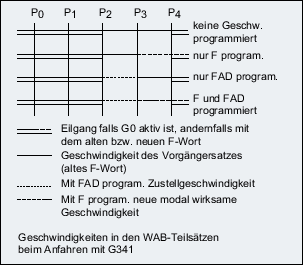 P0 P1 P2 P3 P4
keine Geschw.
programmiert
nur F program.
nur FAD program.
F und FAD
programmiert
Eilgang falls G0 aktiv ist, andernfalls mit
dem alten bzw. neuen F-Wort
Geschwindigkeit des Vorgängersatzes
(altes F-Wort)
Mit FAD program. Zustellgeschwindigkeit
Mit F program. neue modal wirksame
Geschwindigkeit
Geschwindigkeiten in den WAB-Teilsätzen
beim Anfahren mit G341